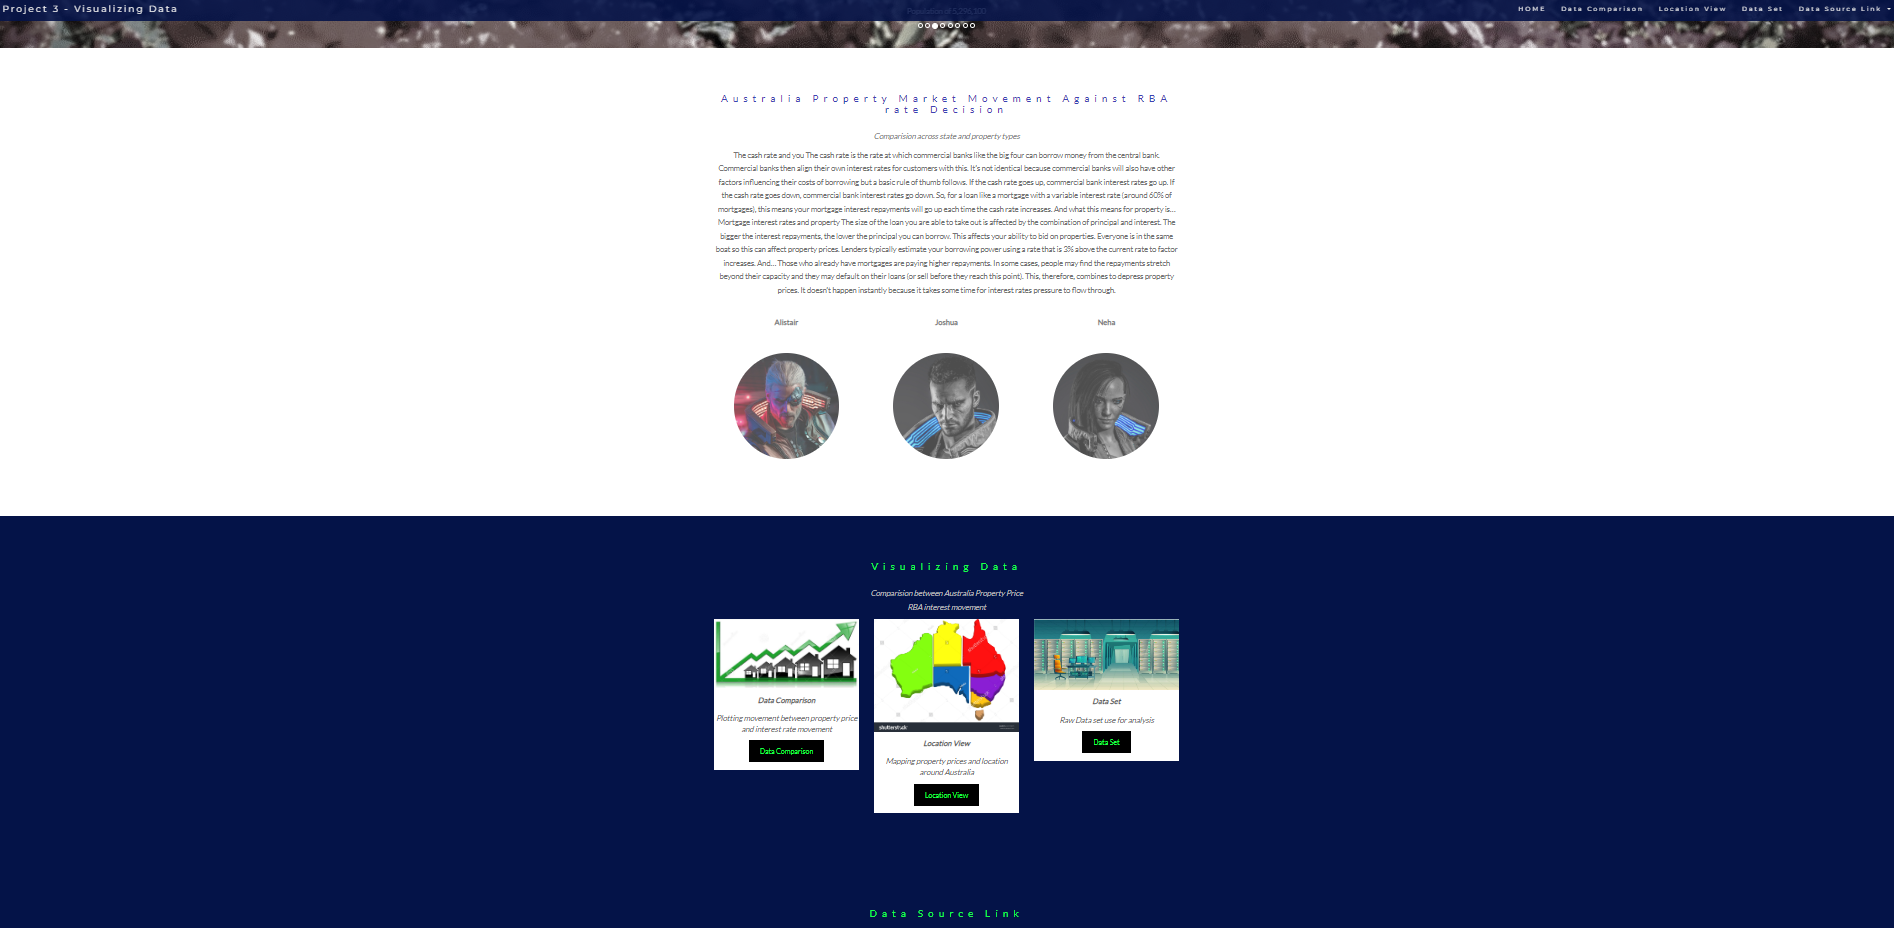 Project 3 - Visualizing Data
HOME Data Comparison Location View Data Set Data Source Link
Population of 5,296,100
Australia Property Market Movement Against RBA
rate Decision
Comparision across state and property types
The cash rate and you The cash rate is the rate at which commercial banks like the big four can borrow money from the central bank.
Commercial banks then align their own interest rates for customers with this. It's not identical because commercial banks will also have other
factors influencing their costs of borrowing but a basic rule of thumb follows. If the cash rate goes up, commercial bank interest rates go up. If
the cash rate goes down, commercial bank interest rates go down. So, for a loan like a mortgage with a variable interest rate (around 60% of
mortgages), this means your mortgage interest repayments will go up each time the cash rate increases. And what this means for property is...
Mortgage interest rates and property The size of the loan you are able to take out is affected by the combination of principal and interest. The
bigger the interest repayments, the lower the principal you can borrow. This affects your ability to bid on properties. Everyone is in the same
boat so this can affect property prices. Lenders typically estimate your borrowing power using a rate that is 3% above the current rate to factor
increases. And... Those who already have mortgages are paying higher repayments. In some cases, people may find the repayments stretch
beyond their capacity and they may default on their loans (or sell before they reach this point). This, therefore, combines to depress property
prices. It doesn't happen instantly because it takes some time for interest rates pressure to flow through.
Alistair
Joshua
Neha
Visualizing Data
Comparision between Australia Property Price
RBA interest movement
Data Comparison
Plotting movement between property price
and interest rate movement
Data Comparison
shutterstock
Location View
Mapping property prices and location
around Australia
Location View
Data Set
Raw Data set use for analysis
Data Set
Data Source Link